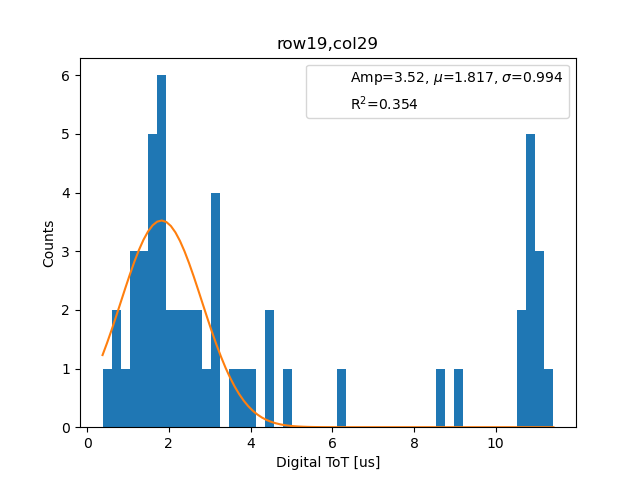 row19,col29
Amp=3.52, μ=1.817, σ=0.994
R²=0.354
Counts
6
5
4
3
2
1
0
0 2 4 6 8 10
Digital ToT [us]